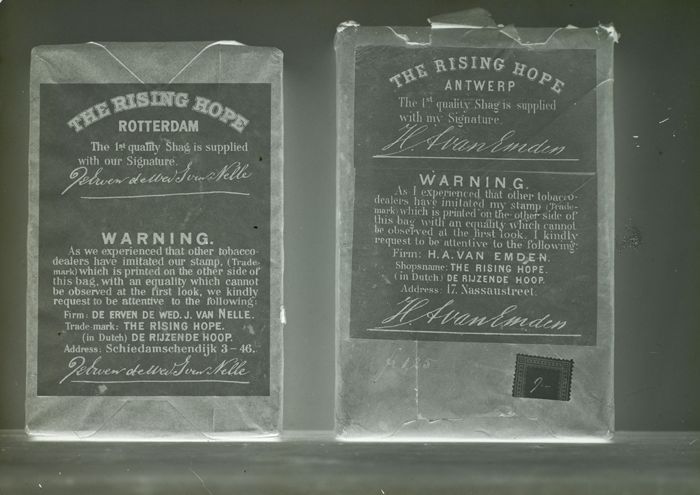 THE RISING HOPE
ROTTERDAM
The 1st quality Shag is supplied
with our Signature.
De Erven de Wed. J. van Nelle
WARNING.
As we experienced that other tobacco-
dealers have imitated our stamp, (Trade-
mark) which is printed on the other side of
this bag, with an equality which cannot
be observed at the first look, we kindly
request to be attentive to the following:
Firm: DE ERVEN DE WED. J. VAN NELLE.
Trade-mark: THE RISING HOPE.
(in Dutch) DE RIJZENDE HOOP.
Address: Schiedamschendijk 3-46.
De Erven de Wed. J. van Nelle
THE RISING HOPE
ANTWERP
The 1st quality Shag is supplied
with my Signature.
H. A van Emden
WARNING.
As I experienced that other tobacco-
dealers have imitated my stamp (Trade-
mark) which is printed on the other side of
this bag with an equality which cannot
be observed at the first look, I kindly
request to be attentive to the following:
Firm: H. A. VAN EMDEN.
Shopsname: THE RISING HOPE.
(in Dutch) DE RIJZENDE HOOP.
Address: 17. Nassaustreet.
H. A van Emden